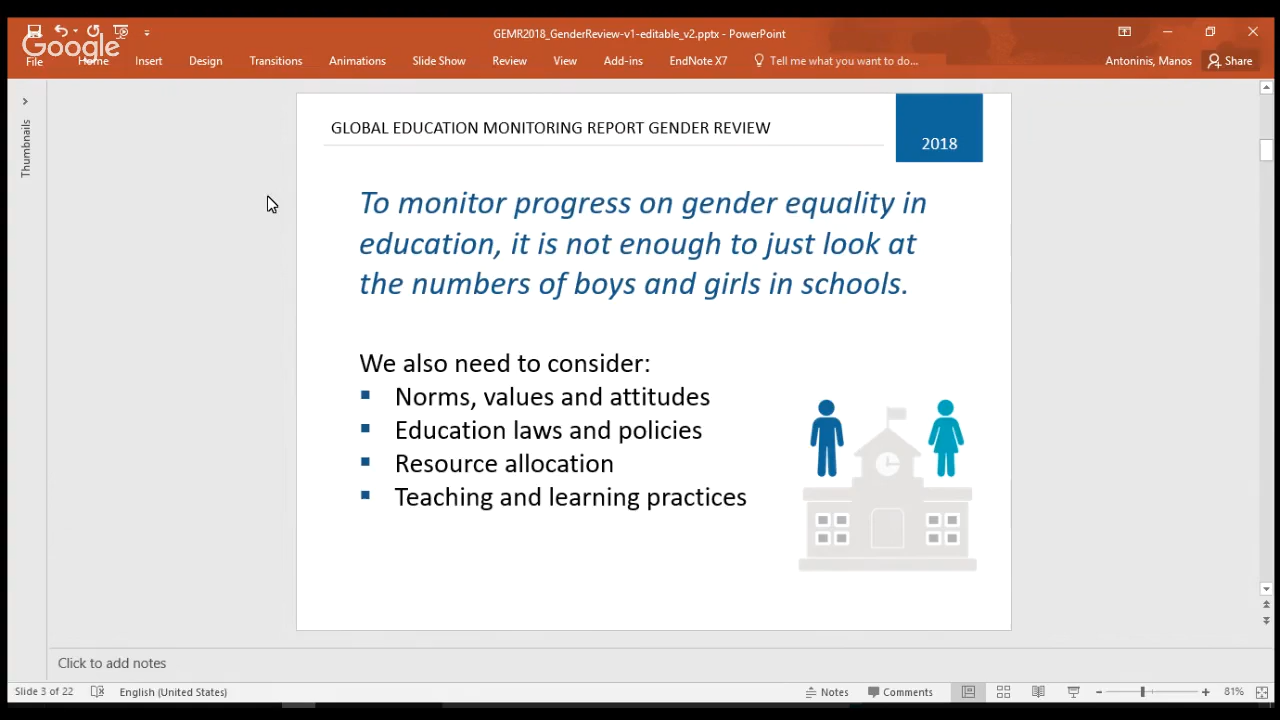 GEMR2018_GenderReview-v1-editable_v2.pptx - PowerPoint
Google
File Home Insert Design Transitions Animations Slide Show Review View Add-ins EndNote X7 Tell me what you want to do... Antoninis, Manos Share
Thumbnails
GLOBAL EDUCATION MONITORING REPORT GENDER REVIEW
2018
To monitor progress on gender equality in
education, it is not enough to just look at
the numbers of boys and girls in schools.
We also need to consider:
▪ Norms, values and attitudes
▪ Education laws and policies
▪ Resource allocation
▪ Teaching and learning practices
Click to add notes
Slide 3 of 22 English (United States) Notes Comments 81%